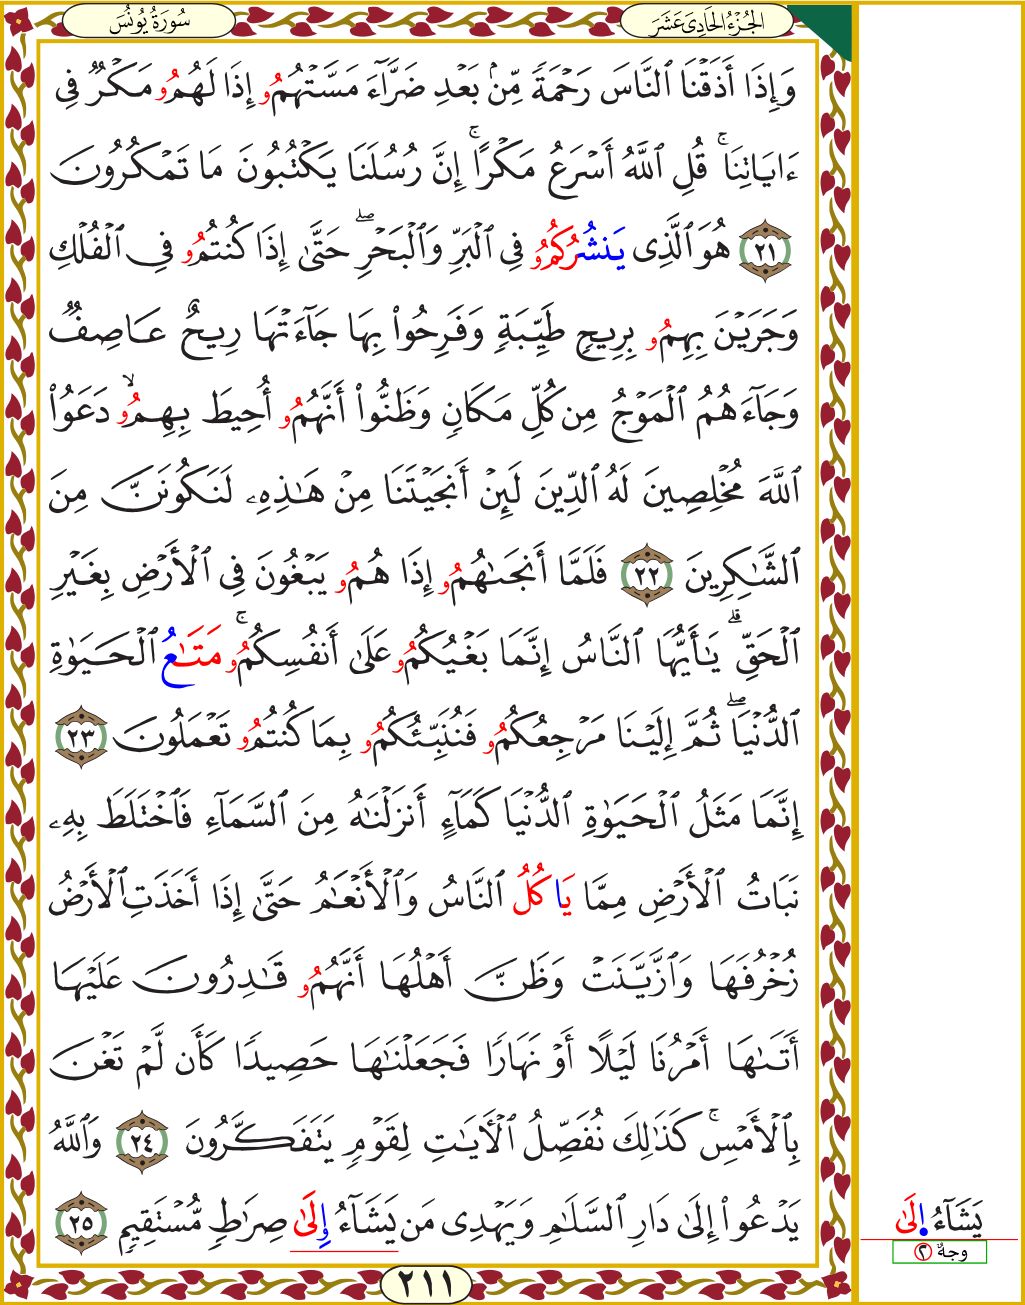 سُورَةُ يُونُسَ
الجُزْءُ الحَادِىَ عَشَرَ
وَإِذَا أَذَقْنَا ٱلنَّاسَ رَحْمَةً مِّنۢ بَعْدِ ضَرَّآءَ مَسَّتْهُمُۥ إِذَا لَهُمُۥ مَكْرٌ فِى
ءَايَاتِنَا ۚ قُلِ ٱللَّهُ أَسْرَعُ مَكْرًا ۚ إِنَّ رُسُلَنَا يَكْتُبُونَ مَا تَمْكُرُونَ
٢١ هُوَ ٱلَّذِى يَنشُرُكُمُۥ فِى ٱلْبَرِّ وَٱلْبَحْرِ ۖ حَتَّىٰ إِذَا كُنتُمُۥ فِى ٱلْفُلْكِ
وَجَرَيْنَ بِهِمُۥ بِرِيحٍ طَيِّبَةٍ وَفَرِحُوا۟ بِهَا جَآءَتْهَا رِيحٌ عَاصِفٌ
وَجَآءَهُمُ ٱلْمَوْجُ مِن كُلِّ مَكَانٍ وَظَنُّوٓا۟ أَنَّهُمُۥ أُحِيطَ بِهِمُۥ ۙ دَعَوُا۟
ٱللَّهَ مُخْلِصِينَ لَهُ ٱلدِّينَ لَئِنْ أَنجَيْتَنَا مِنْ هَـٰذِهِۦ لَنَكُونَنَّ مِنَ
ٱلشَّـٰكِرِينَ ٢٢ فَلَمَّا أَنجَىٰهُمُۥ إِذَا هُمُۥ يَبْغُونَ فِى ٱلْأَرْضِ بِغَيْرِ
ٱلْحَقِّ ۗ يَـٰأَيُّهَا ٱلنَّاسُ إِنَّمَا بَغْيُكُمُۥ عَلَىٰ أَنفُسِكُمُۥ ۚ مَتَـٰعُ ٱلْحَيَوٰةِ
ٱلدُّنْيَا ۖ ثُمَّ إِلَيْنَا مَرْجِعُكُمُۥ فَنُنَبِّئُكُمُۥ بِمَا كُنتُمُۥ تَعْمَلُونَ ٢٣
إِنَّمَا مَثَلُ ٱلْحَيَوٰةِ ٱلدُّنْيَا كَمَآءٍ أَنزَلْنَـٰهُ مِنَ ٱلسَّمَآءِ فَٱخْتَلَطَ بِهِۦ
نَبَاتُ ٱلْأَرْضِ مِمَّا يَاكُلُ ٱلنَّاسُ وَٱلْأَنْعَـٰمُ حَتَّىٰ إِذَا أَخَذَتِ ٱلْأَرْضُ
زُخْرُفَهَا وَٱزَّيَّنَتْ وَظَنَّ أَهْلُهَا أَنَّهُمُۥ قَـٰدِرُونَ عَلَيْهَا
أَتَىٰهَا أَمْرُنَا لَيْلًا أَوْ نَهَارًا فَجَعَلْنَـٰهَا حَصِيدًا كَأَن لَّمْ تَغْنَ
بِٱلْأَمْسِ ۚ كَذَٰلِكَ نُفَصِّلُ ٱلْأَيَـٰتِ لِقَوْمٍ يَتَفَكَّرُونَ ٢٤ وَٱللَّهُ
يَدْعُوا۟ إِلَىٰ دَارِ ٱلسَّلَـٰمِ وَيَهْدِى مَن يَشَآءُ إِلَىٰ صِرَٰطٍ مُّسْتَقِيمٍ ٢٥
يَشَآءُ إِلَىٰ
وجهٌ ٢
٢١١